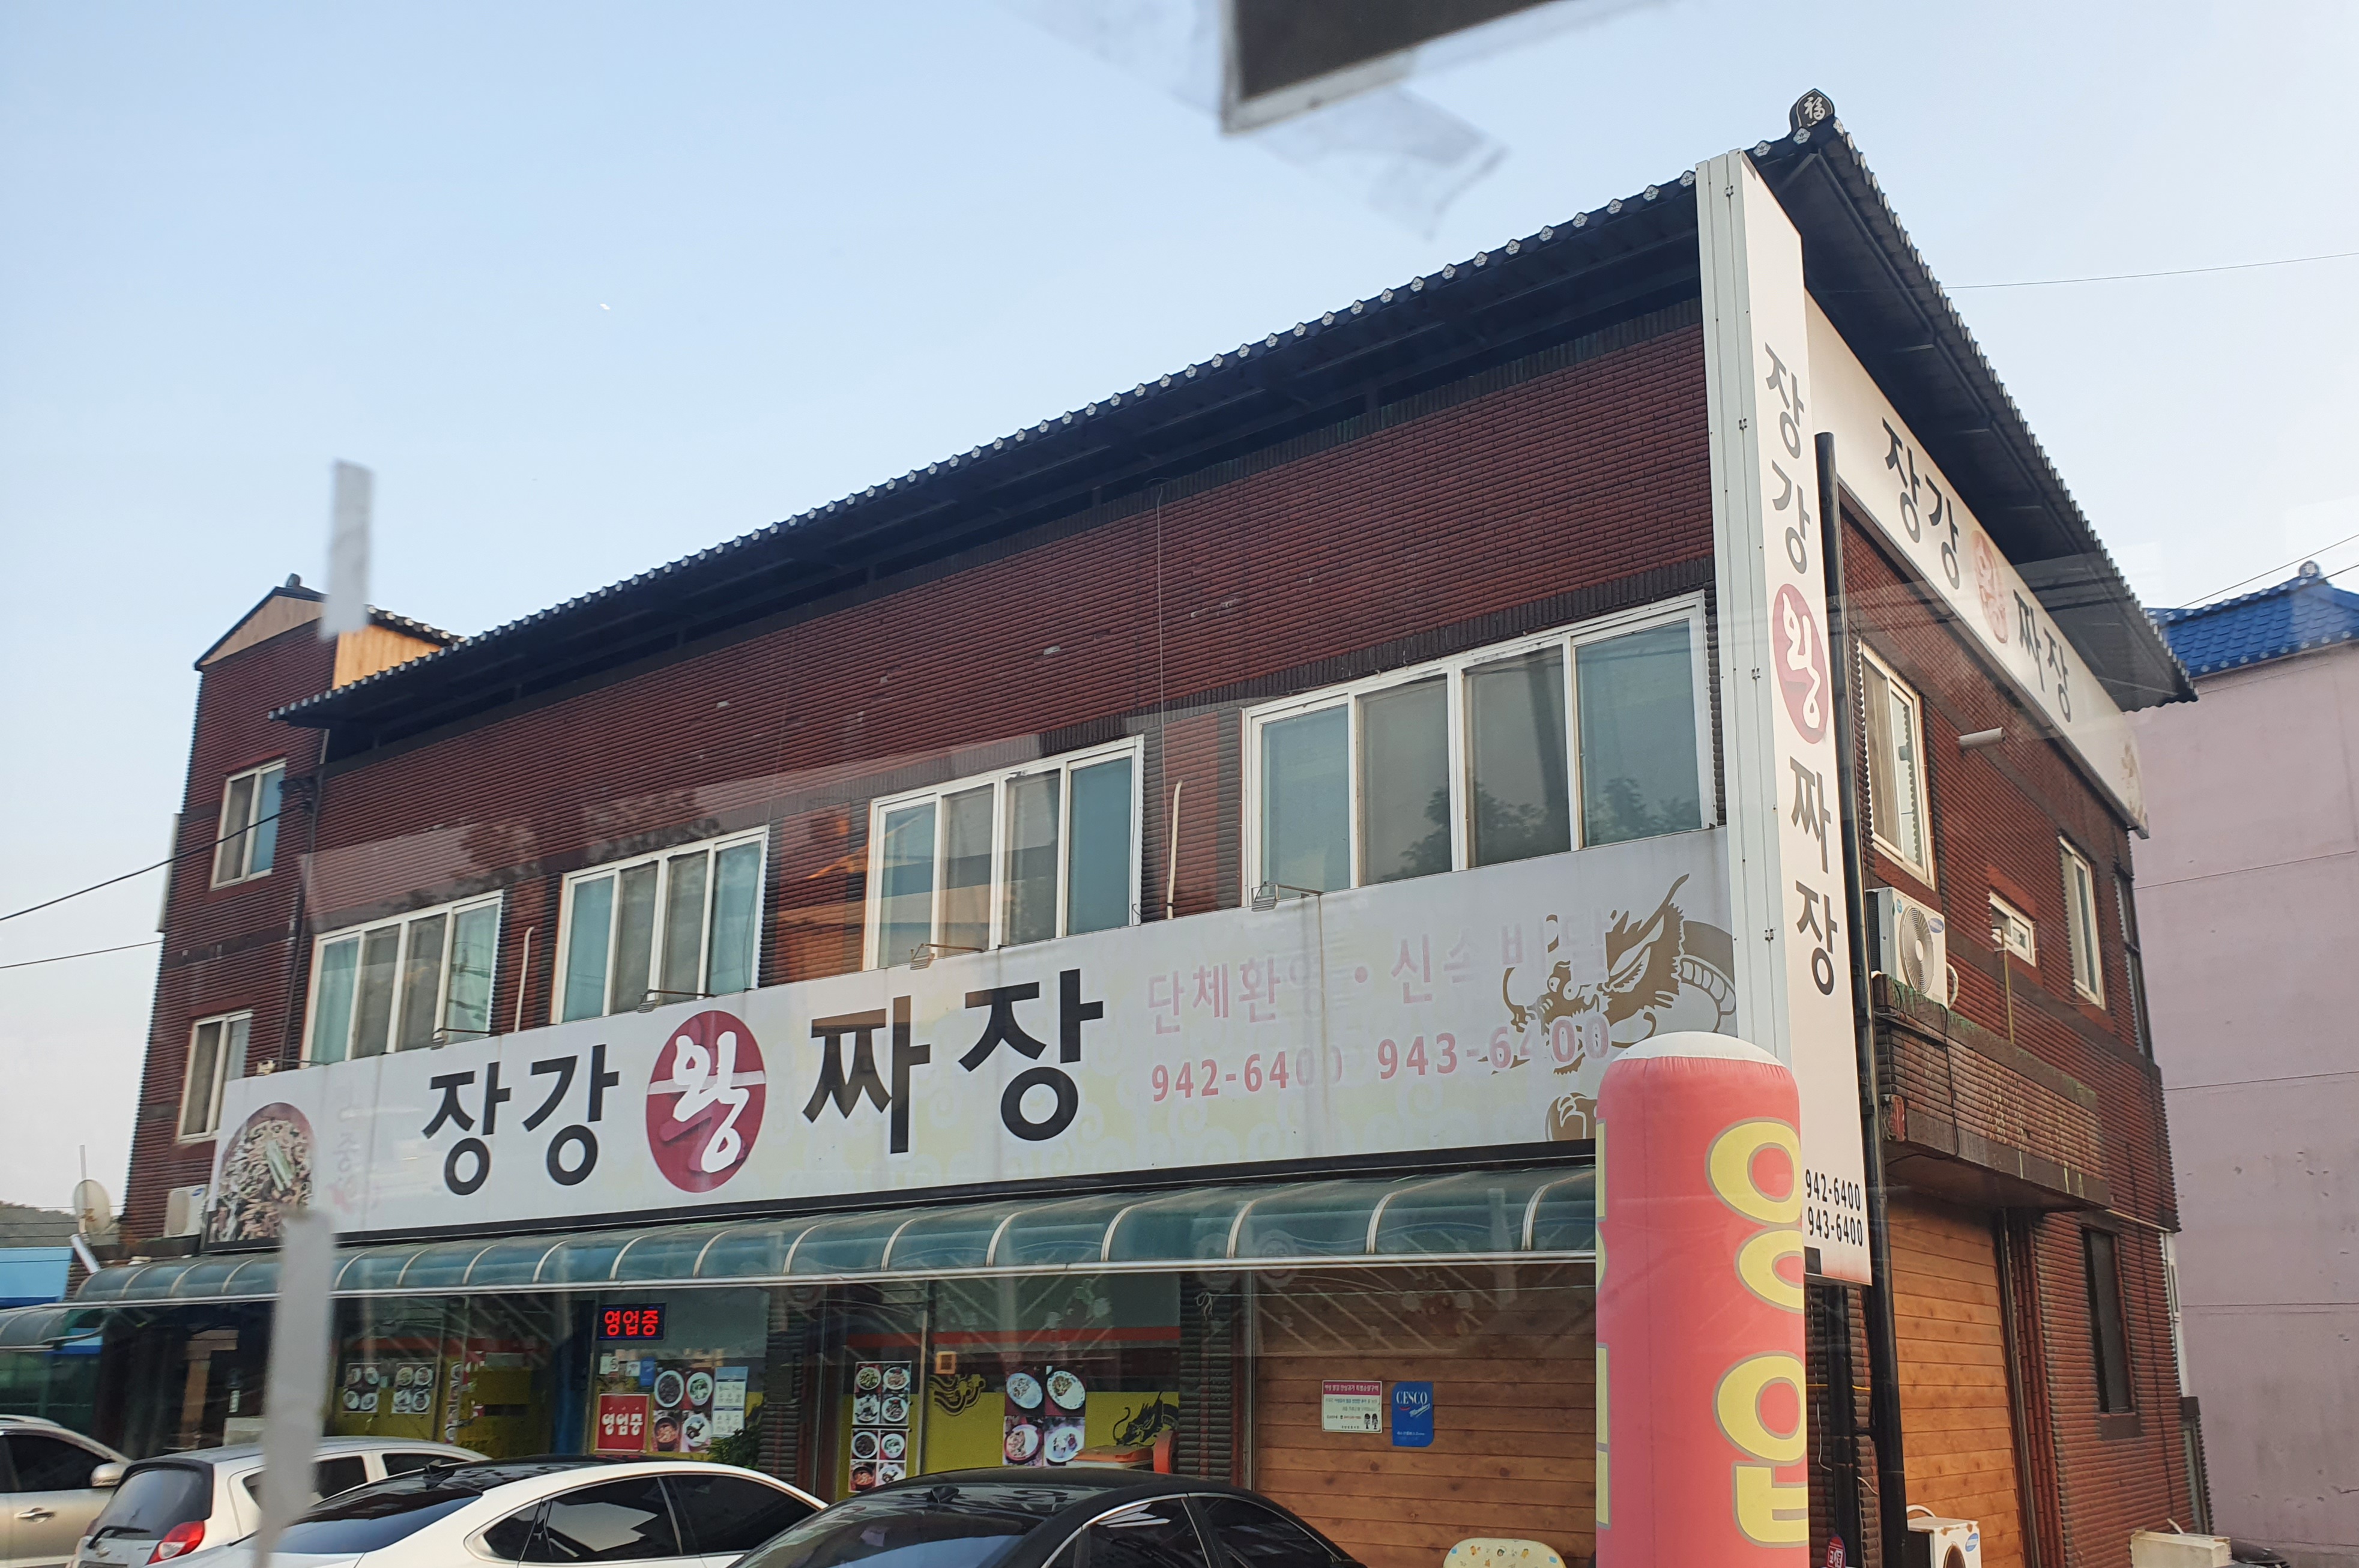 福
장강왕짜장
장강왕짜장
942-6400
943-6400
장강왕짜장
단체환영 • 신속배달
942-6400 943-6400
영업중
영업중
CESCO
영업